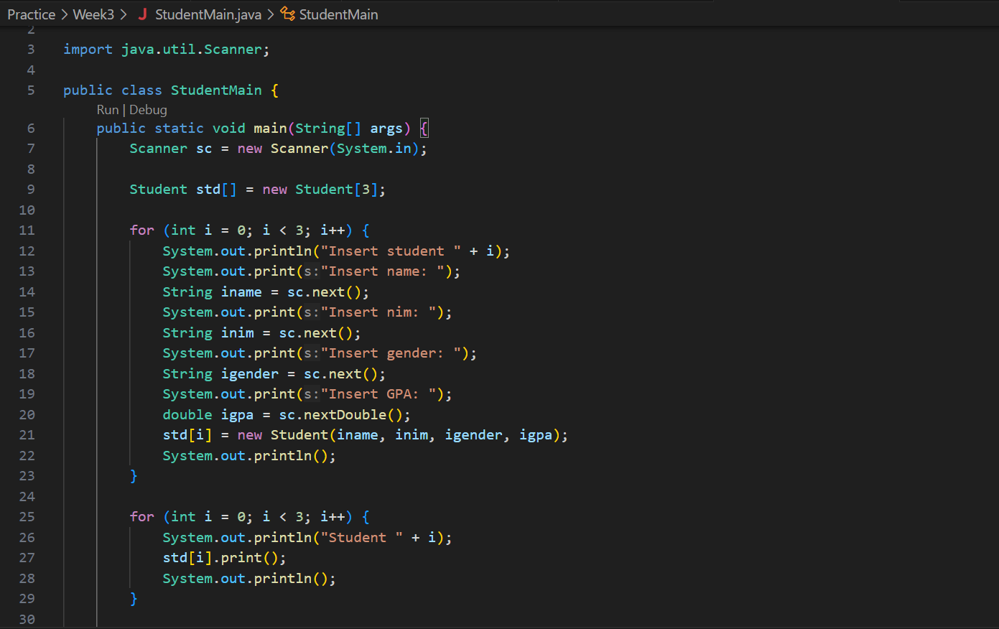 Practice > Week3 > J StudentMain.java > StudentMain
2
3 import java.util.Scanner;
4
5 public class StudentMain {
Run | Debug
6 public static void main(String[] args) {
7 Scanner sc = new Scanner(System.in);
8
9 Student std[] = new Student[3];
10
11 for (int i = 0; i < 3; i++) {
12 System.out.println("Insert student " + i);
13 System.out.print(s:"Insert name: ");
14 String iname = sc.next();
15 System.out.print(s:"Insert nim: ");
16 String inim = sc.next();
17 System.out.print(s:"Insert gender: ");
18 String igender = sc.next();
19 System.out.print(s:"Insert GPA: ");
20 double igpa = sc.nextDouble();
21 std[i] = new Student(iname, inim, igender, igpa);
22 System.out.println();
23 }
24
25 for (int i = 0; i < 3; i++) {
26 System.out.println("Student " + i);
27 std[i].print();
28 System.out.println();
29 }
30